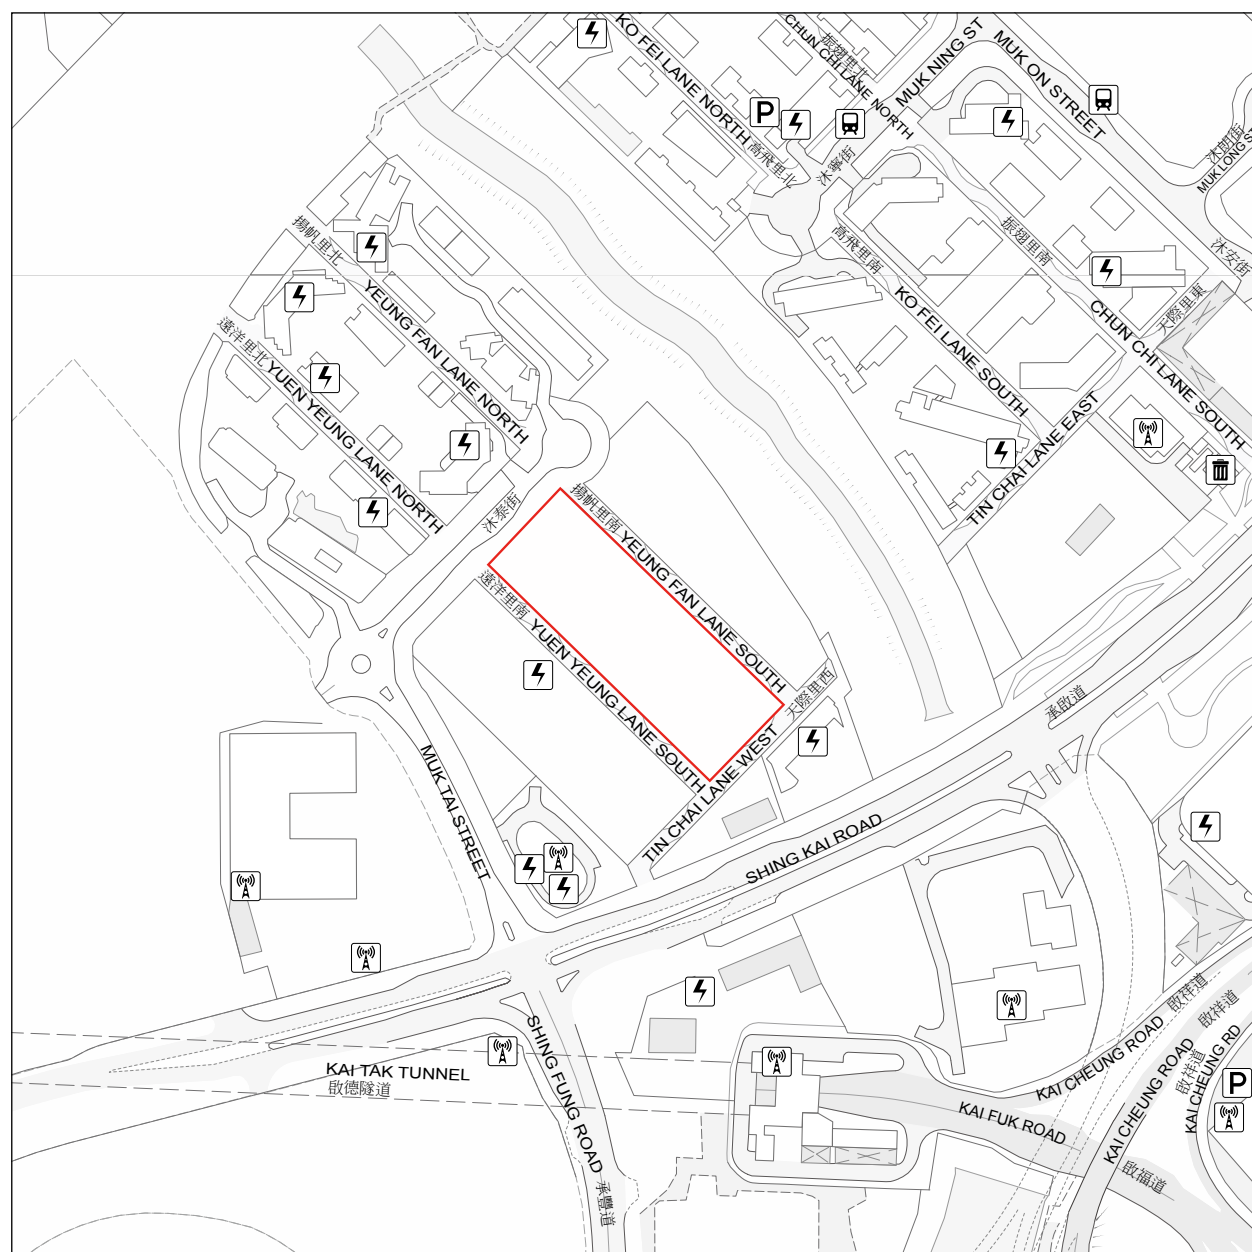 KO FEI LANE NORTH
高飛里北
CHUN CHI LANE NORTH
振翅里北
MUK NING ST
沐寧街
MUK ON STREET
沐安街
沐朗街
MUK LONG S
P
揚帆里北
YEUNG FAN LANE NORTH
遠洋里北
YUEN YEUNG LANE NORTH
高飛里南
KO FEI LANE SOUTH
振翅里南
CHUN CHI LANE SOUTH
天際里東
TIN CHAI LANE EAST
沐泰街
揚帆里南
YEUNG FAN LANE SOUTH
遠洋里南
YUEN YEUNG LANE SOUTH
天際里西
TIN CHAI LANE WEST
承啟道
SHING KAI ROAD
MUK TAI STREET
KAI TAK TUNNEL
啟德隧道
SHING FUNG ROAD
承豐道
KAI CHEUNG ROAD
啟祥道
KAI CHEUNG ROAD
啟祥道
KAI CHEUNG RD
啟祥道
P
KAI FUK ROAD
啟福道